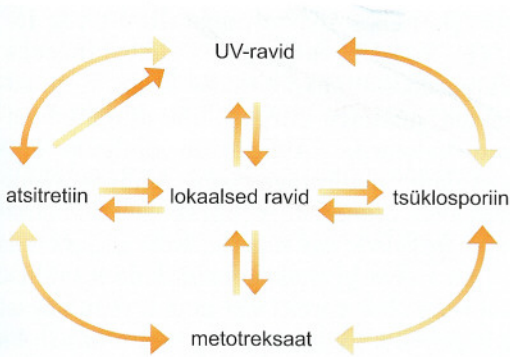 UV-ravid
atsitretiin lokaalsed ravid tsüklosporiin
metotreksaat